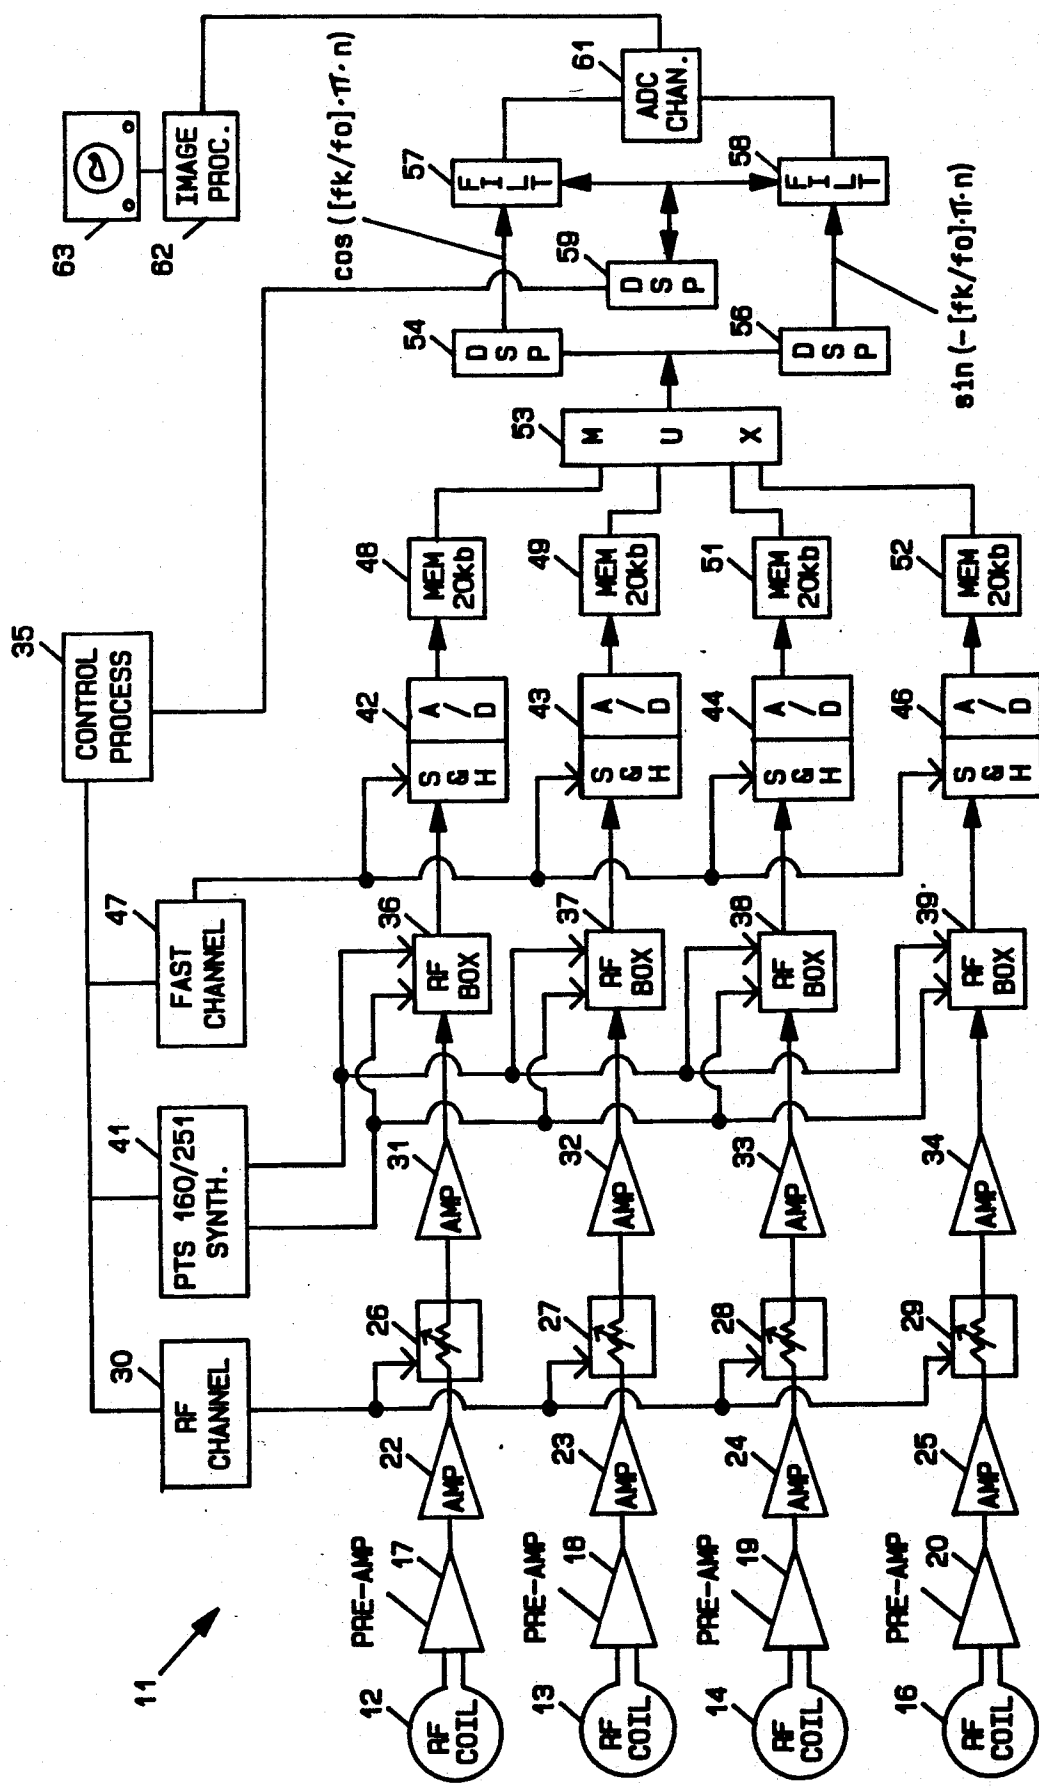 11
35
CONTROL
PROCESS
30
RF
CHANNEL
41
PTS 160/251
SYNTH.
47
FAST
CHANNEL
63
62
IMAGE
PROC.
12
RF
COIL
PRE-AMP
17
22
AMP
26
31
AMP
36
RF
BOX
42
S
&
H
A
/
D
48
MEM
20kb
13
RF
COIL
PRE-AMP
18
23
AMP
27
32
AMP
37
RF
BOX
43
S
&
H
A
/
D
49
MEM
20kb
14
RF
COIL
PRE-AMP
19
24
AMP
28
33
AMP
38
RF
BOX
44
S
&
H
A
/
D
51
MEM
20kb
16
RF
COIL
PRE-AMP
20
25
AMP
29
34
AMP
39
RF
BOX
46
S
&
H
A
/
D
52
MEM
20kb
53
M
U
X
54
D
S
P
cos([fk/fo]·π·n)
57
F
I
L
T
59
D
S
P
56
D
S
P
sin(-[fk/fo]·π·n)
58
F
I
L
T
61
ADC
CHAN.